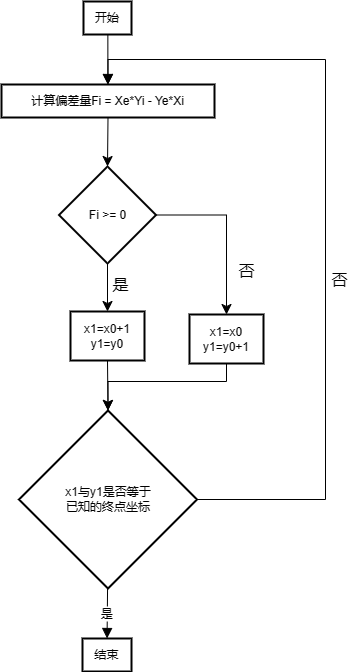 开始
计算偏差量Fi = Xe*Yi - Ye*Xi
Fi >= 0
是
否
否
x1=x0+1
y1=y0
x1=x0
y1=y0+1
x1与y1是否等于
已知的终点坐标
是
结束